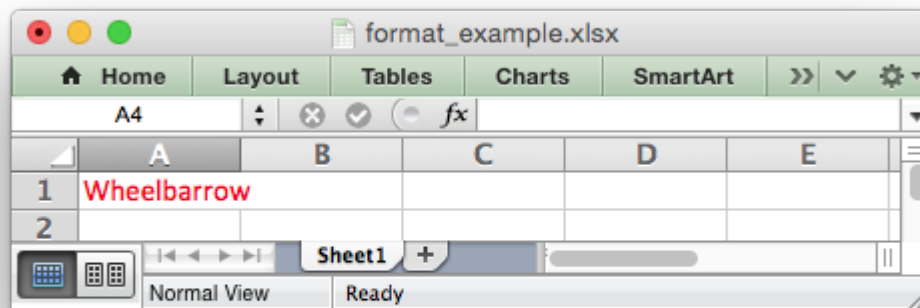 format_example.xlsx
Home Layout Tables Charts SmartArt
A4 fx
A B C D E
1 Wheelbarrow
2
Sheet1
Normal View Ready